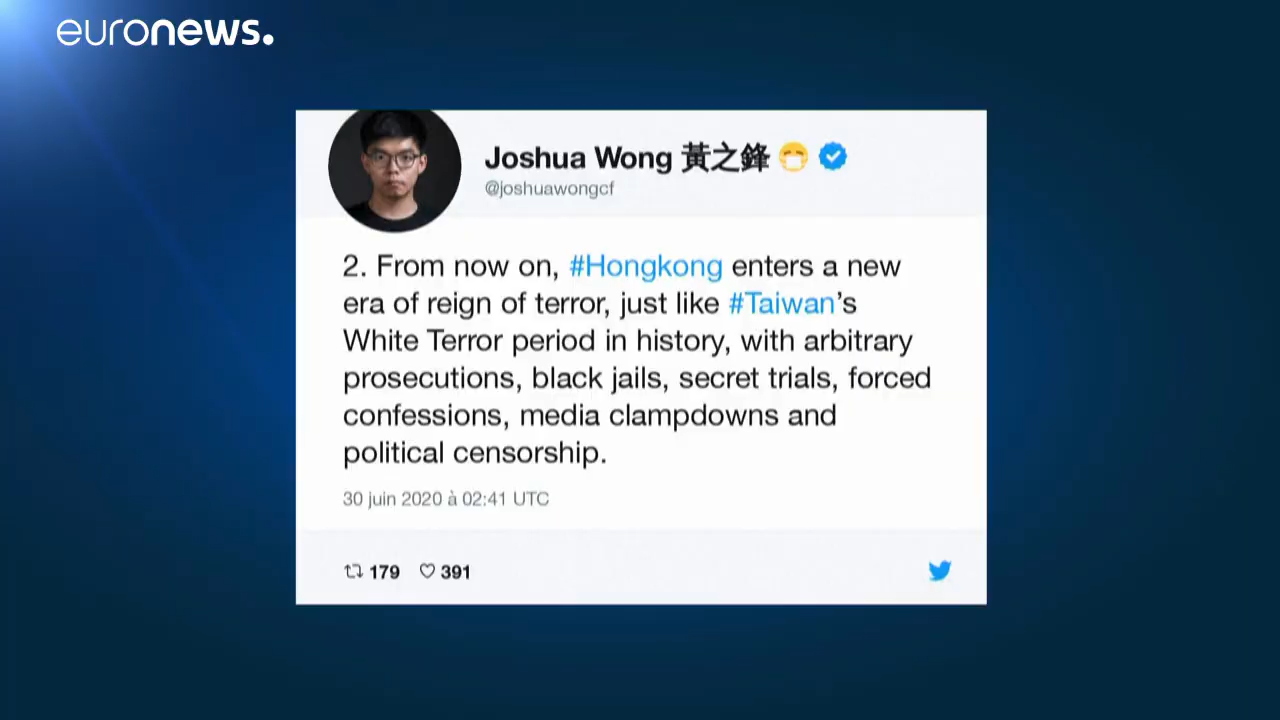 euronews.
Joshua Wong 黃之鋒 😷
@joshuawongcf
2. From now on, #Hongkong enters a new
era of reign of terror, just like #Taiwan's
White Terror period in history, with arbitrary
prosecutions, black jails, secret trials, forced
confessions, media clampdowns and
political censorship.
30 juin 2020 à 02:41 UTC
179 391